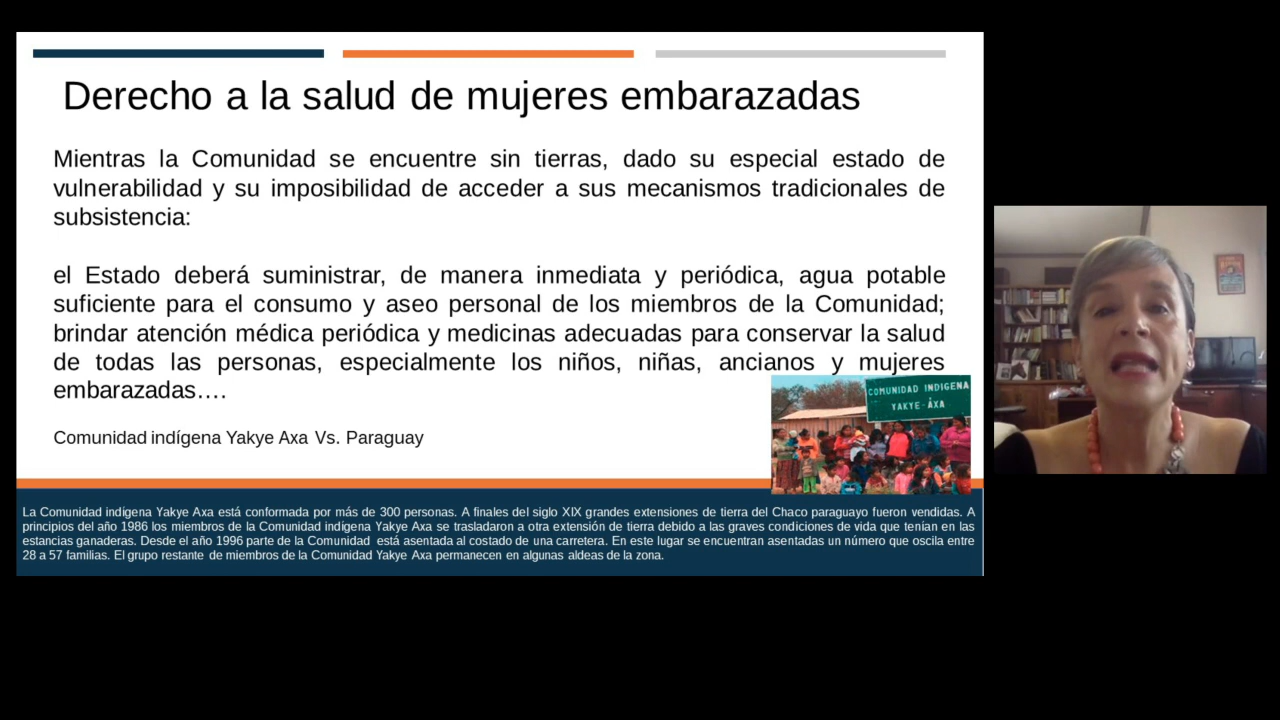 Derecho a la salud de mujeres embarazadas
Mientras la Comunidad se encuentre sin tierras, dado su especial estado de
vulnerabilidad y su imposibilidad de acceder a sus mecanismos tradicionales de
subsistencia:
el Estado deberá suministrar, de manera inmediata y periódica, agua potable
suficiente para el consumo y aseo personal de los miembros de la Comunidad;
brindar atención médica periódica y medicinas adecuadas para conservar la salud
de todas las personas, especialmente los niños, niñas, ancianos y mujeres
embarazadas….
COMUNIDAD INDIGENA
YAKYE-ÁXA
Comunidad indígena Yakye Axa Vs. Paraguay
La Comunidad indígena Yakye Axa está conformada por más de 300 personas. A finales del siglo XIX grandes extensiones de tierra del Chaco paraguayo fueron vendidas. A
principios del año 1986 los miembros de la Comunidad indígena Yakye Axa se trasladaron a otra extensión de tierra debido a las graves condiciones de vida que tenían en las
estancias ganaderas. Desde el año 1996 parte de la Comunidad está asentada al costado de una carretera. En este lugar se encuentran asentadas un número que oscila entre
28 a 57 familias. El grupo restante de miembros de la Comunidad Yakye Axa permanecen en algunas aldeas de la zona.